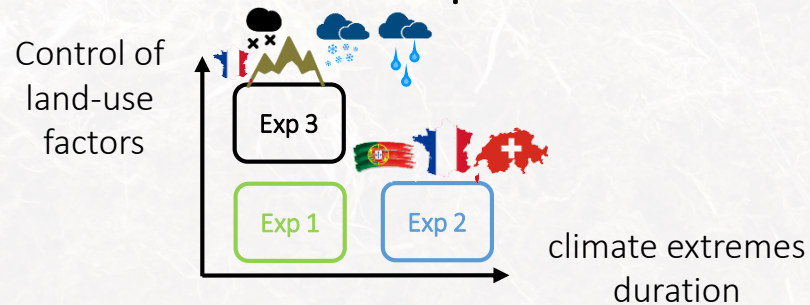 Control of
land-use
factors
Exp 3
Exp 1
Exp 2
climate extremes
duration